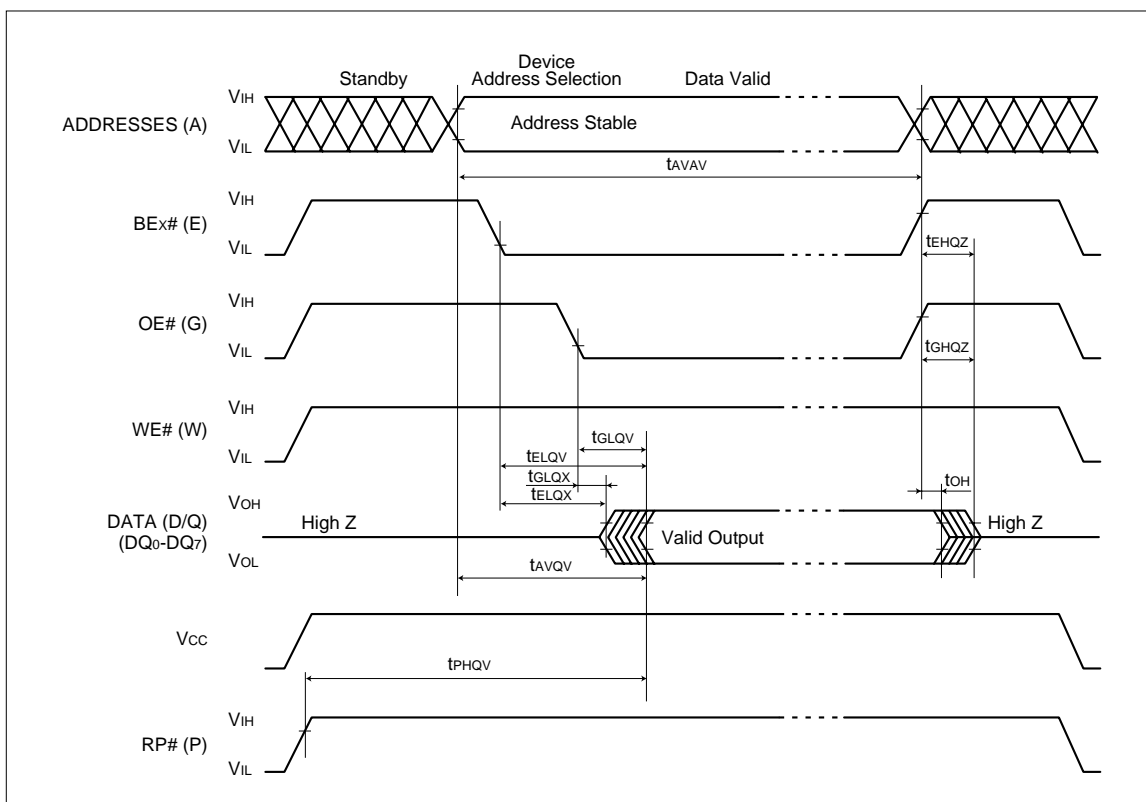 Device
Standby Address Selection Data Valid
VIH
ADDRESSES (A) Address Stable
VIL
tAVAV
VIH
BEX# (E)
VIL tEHQZ
VIH
OE# (G)
VIL tGHQZ
VIH
WE# (W)
tGLQV
VIL tELQV
tGLQX tOH
VOH tELQX
DATA (D/Q) High Z Valid Output High Z
(DQ0-DQ7)
VOL
tAVQV
VCC
tPHQV
VIH
RP# (P)
VIL